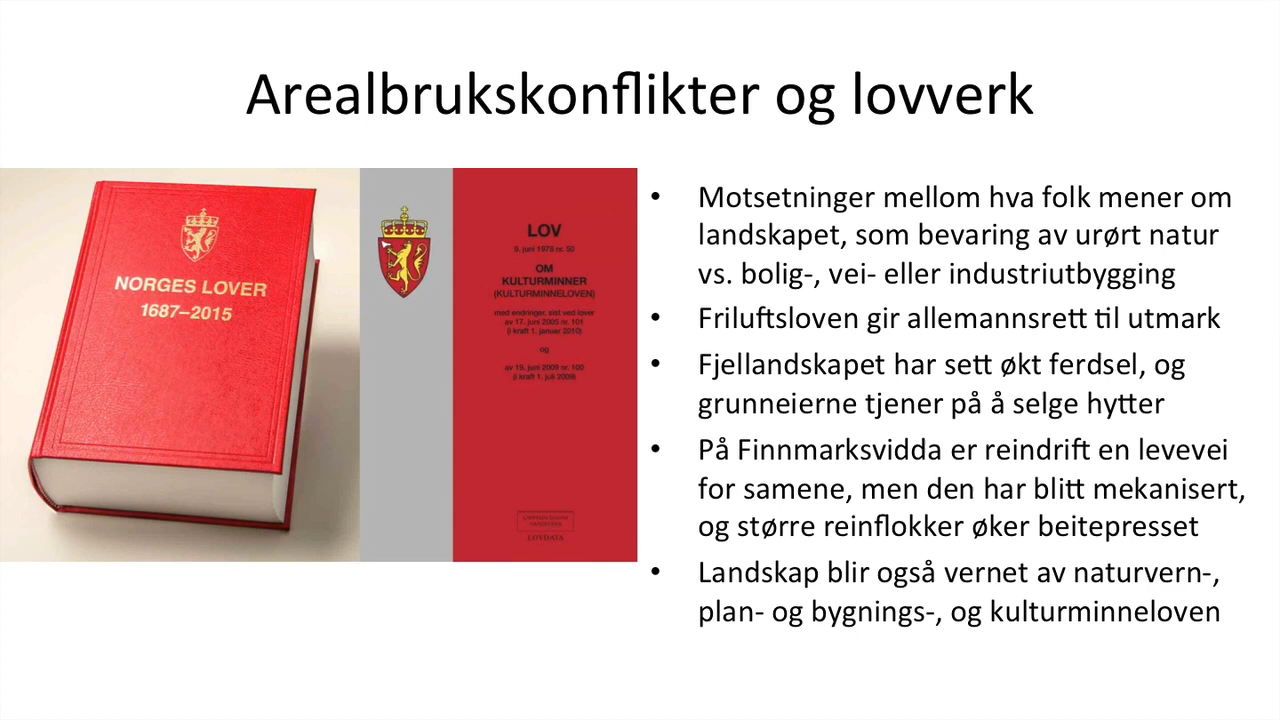 Arealbrukskonflikter og lovverk
NORGES LOVER
1687–2015
LOV
9. juni 1978 nr. 50
OM
KULTURMINNER
(KULTURMINNELOVEN)
med endringer, sist ved lover
av 17. juni 2005 nr. 101
(i kraft 1. januar 2010)
og
av 19. juni 2009 nr. 100
(i kraft 1. juli 2009)
LOVDATA
• Motsetninger mellom hva folk mener om
landskapet, som bevaring av urørt natur
vs. bolig-, vei- eller industriutbygging
• Friluftsloven gir allemannsrett til utmark
• Fjellandskapet har sett økt ferdsel, og
grunneierne tjener på å selge hytter
• På Finnmarksvidda er reindrift en levevei
for samene, men den har blitt mekanisert,
og større reinflokker øker beitepresset
• Landskap blir også vernet av naturvern-,
plan- og bygnings-, og kulturminneloven